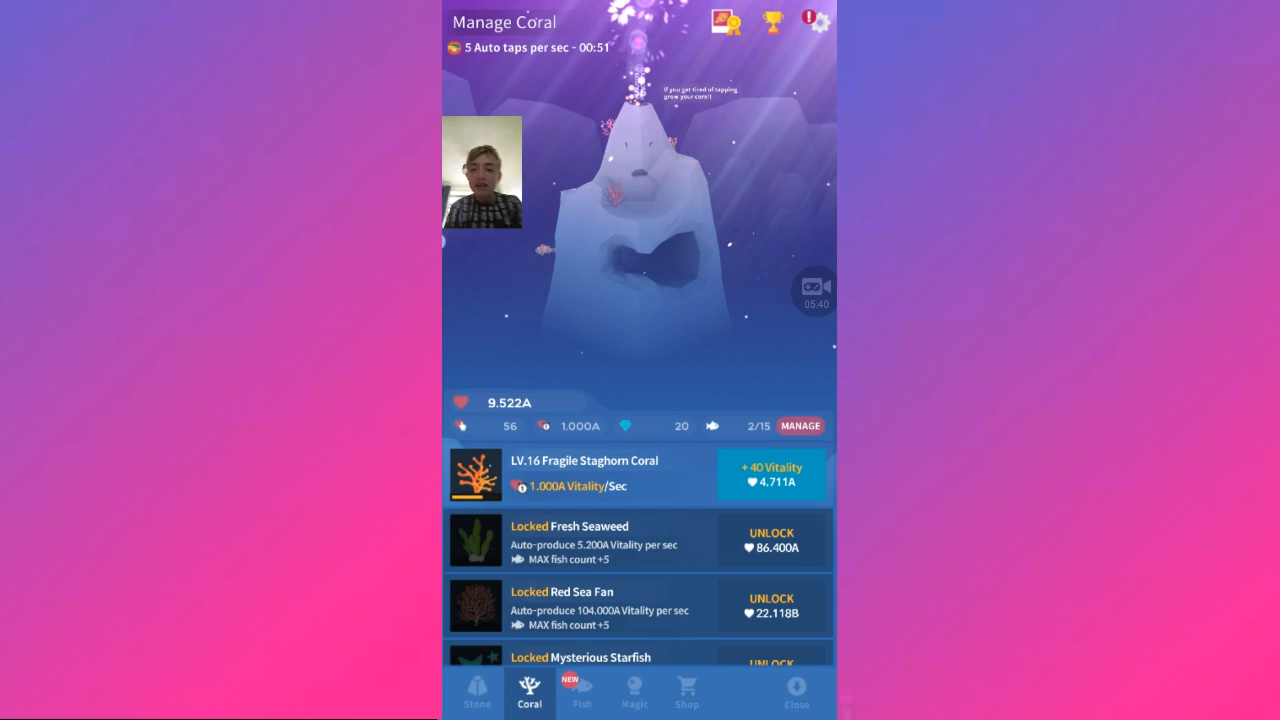 Manage Coral
5 Auto taps per sec - 00:51
If you get tired of tapping
grow your coral!
05:40
9.522A
56 1.000A 20 2/15 MANAGE
LV.16 Fragile Staghorn Coral
1.000A Vitality/Sec
+ 40 Vitality
4.711A
Locked Fresh Seaweed
Auto-produce 5.200A Vitality per sec
MAX fish count +5
UNLOCK
86.400A
Locked Red Sea Fan
Auto-produce 104.000A Vitality per sec
MAX fish count +5
UNLOCK
22.118B
Locked Mysterious Starfish
UNLOCK
NEW
Stone Coral Fish Magic Shop Close